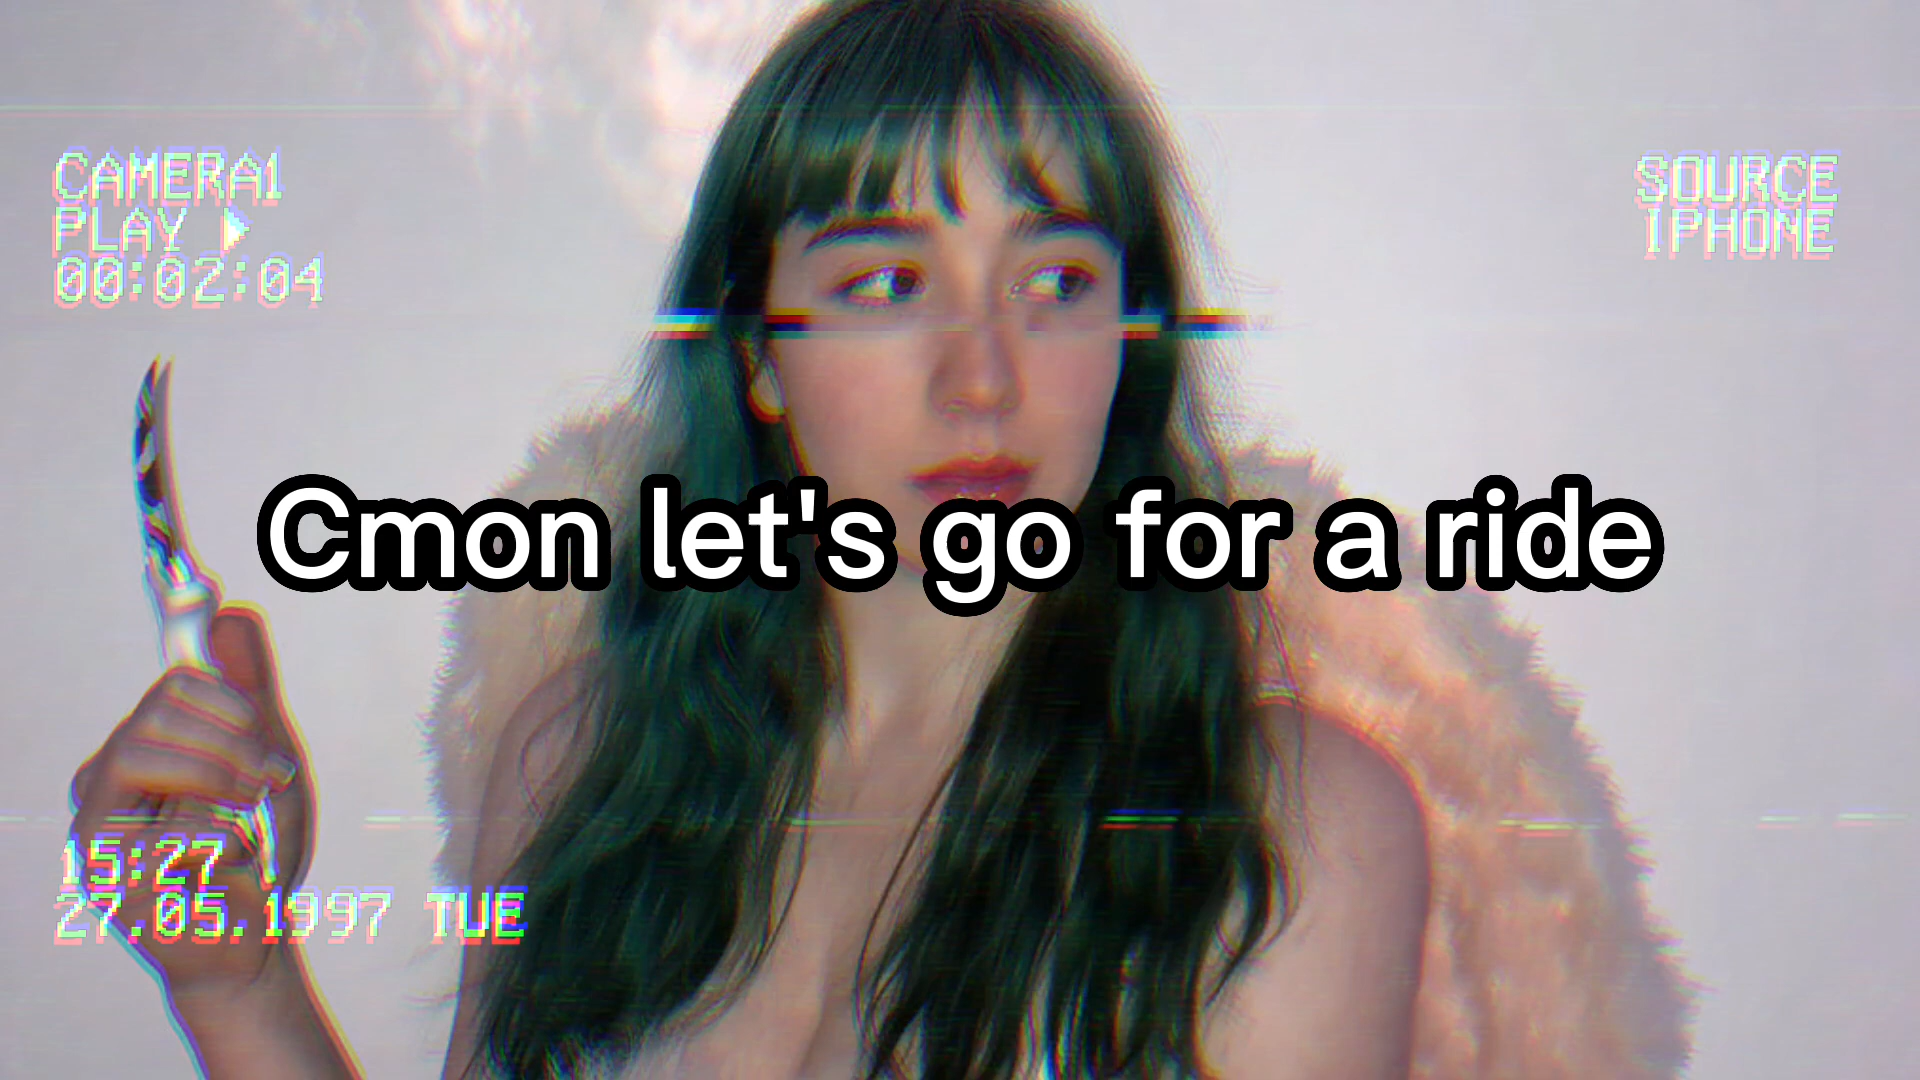 CAMERA1
PLAY
00:02:04
SOURCE
IPHONE
Cmon let's go for a ride
15:27
27.05.1997 TUE